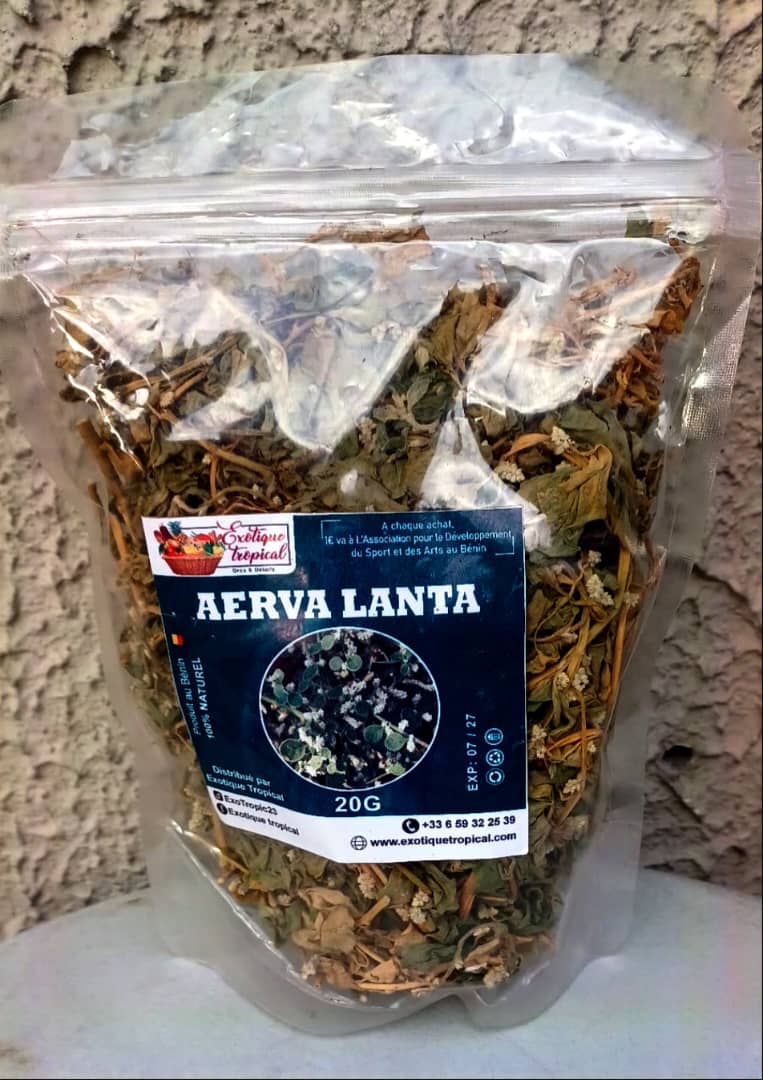 Exotique
tropical
Gros & Détails
A chaque achat,
1€ va à L'Association pour le Développement
du Sport et des Arts au Bénin
AERVA LANTA
Produit au Bénin
100% NATUREL
EXP: 07 / 27
Distribué par
Exotique Tropical
20G
ExoTropic23
Exotique tropical
+33 6 59 32 25 39
www.exotiquetropical.com